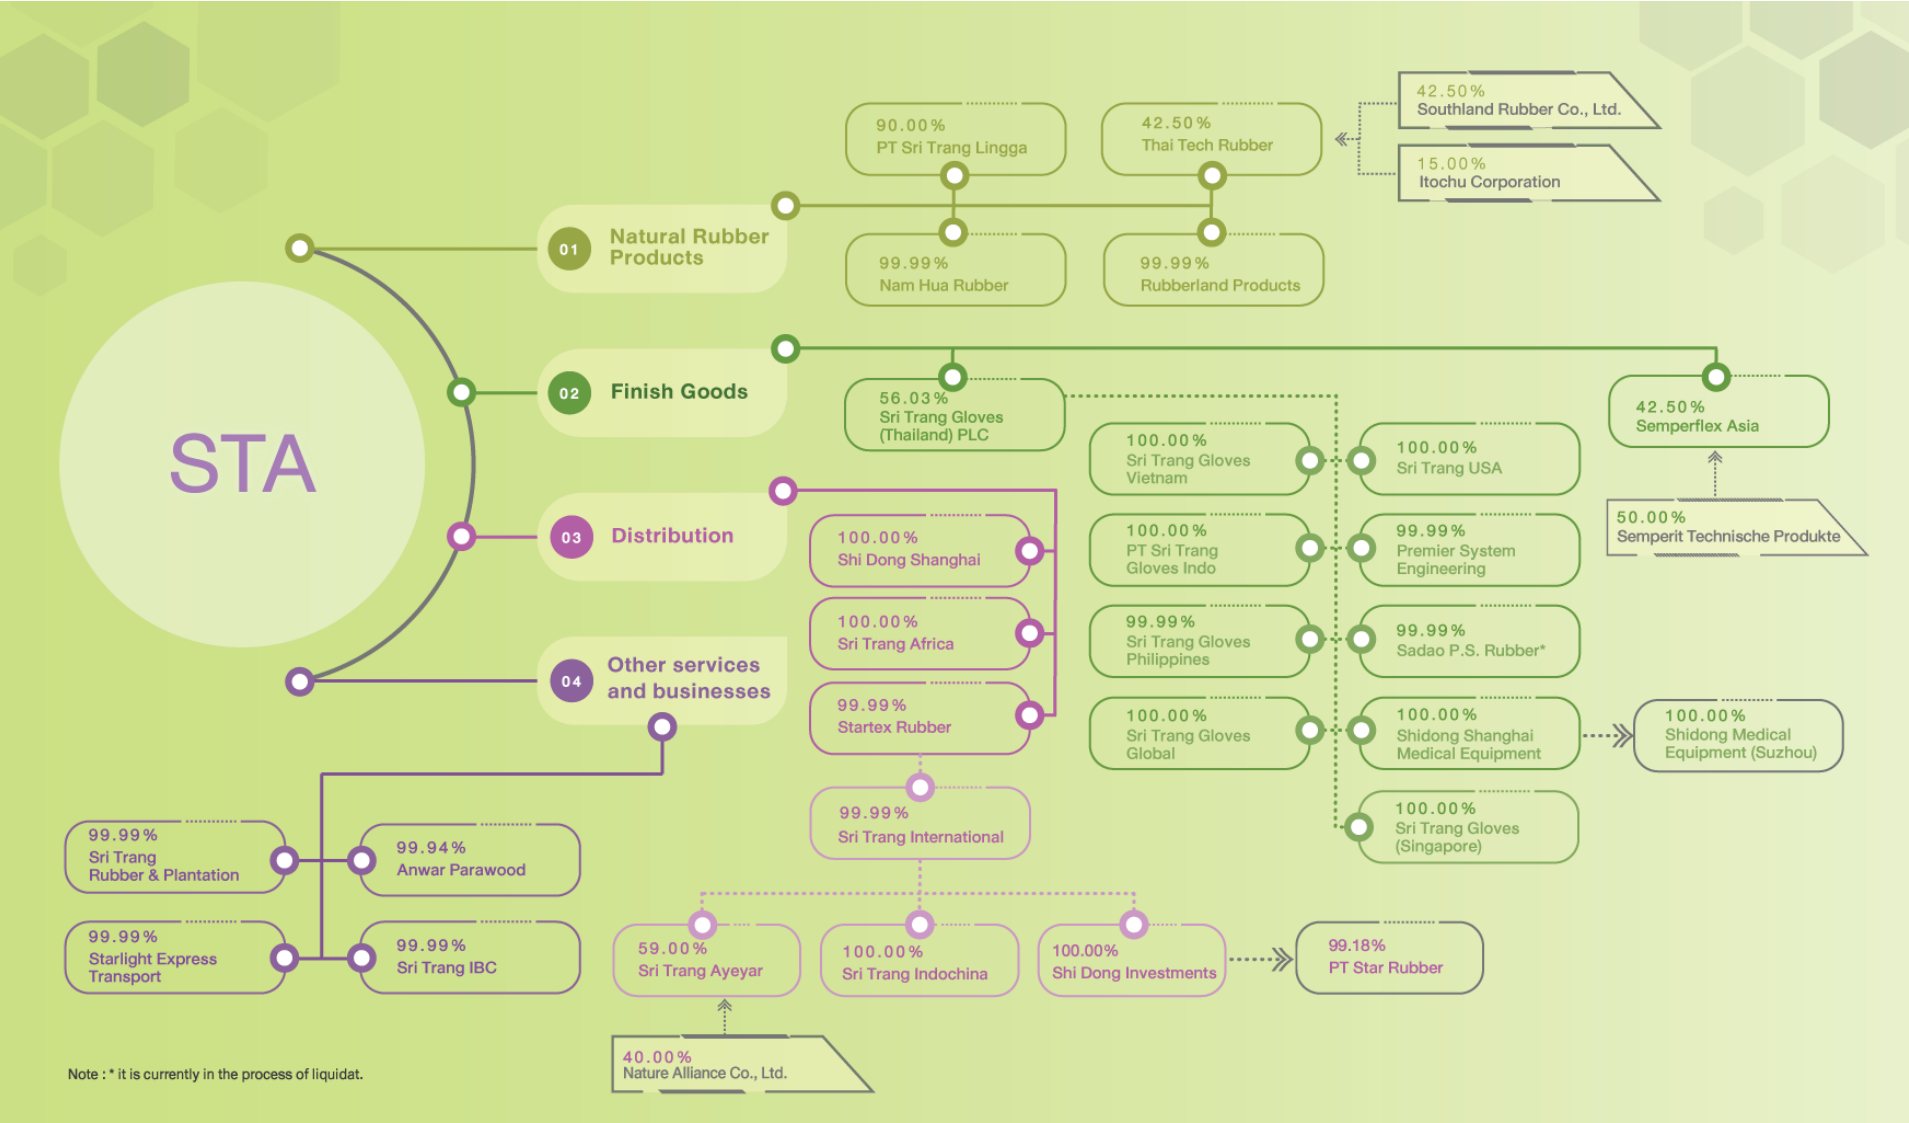 STA
01
Natural Rubber
Products
90.00%
PT Sri Trang Lingga
42.50%
Thai Tech Rubber
42.50%
Southland Rubber Co., Ltd.
15.00%
Itochu Corporation
99.99%
Nam Hua Rubber
99.99%
Rubberland Products
02
Finish Goods
56.03%
Sri Trang Gloves
(Thailand) PLC
42.50%
Semperflex Asia
50.00%
Semperit Technische Produkte
100.00%
Sri Trang Gloves
Vietnam
100.00%
Sri Trang USA
100.00%
PT Sri Trang
Gloves Indo
99.99%
Premier System
Engineering
99.99%
Sri Trang Gloves
Philippines
99.99%
Sadao P.S. Rubber*
100.00%
Sri Trang Gloves
Global
100.00%
Shidong Shanghai
Medical Equipment
100.00%
Shidong Medical
Equipment (Suzhou)
100.00%
Sri Trang Gloves
(Singapore)
03
Distribution
100.00%
Shi Dong Shanghai
100.00%
Sri Trang Africa
99.99%
Startex Rubber
99.99%
Sri Trang International
59.00%
Sri Trang Ayeyar
100.00%
Sri Trang Indochina
100.00%
Shi Dong Investments
99.18%
PT Star Rubber
40.00%
Nature Alliance Co., Ltd.
04
Other services
and businesses
99.99%
Sri Trang
Rubber & Plantation
99.94%
Anwar Parawood
99.99%
Starlight Express
Transport
99.99%
Sri Trang IBC
Note : * it is currently in the process of liquidat.